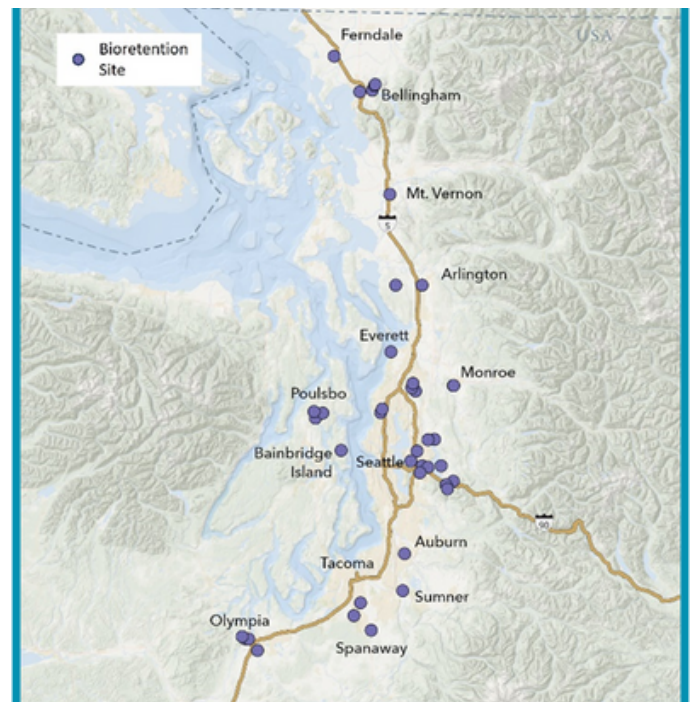 Bioretention
Site
USA
Ferndale
Bellingham
Mt. Vernon
5
Arlington
Everett
Monroe
Poulsbo
Bainbridge
Island
Seattle
90
Auburn
Tacoma
Sumner
Olympia
Spanaway